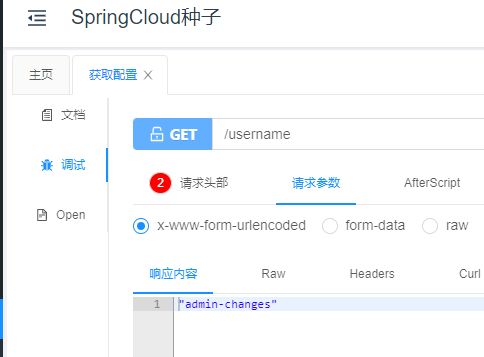 SpringCloud种子
主页 获取配置
文档
GET /username
2 请求头部 请求参数 AfterScript
调试
Open
x-www-form-urlencoded form-data raw
响应内容 Raw Headers Curl
1 "admin-changes"